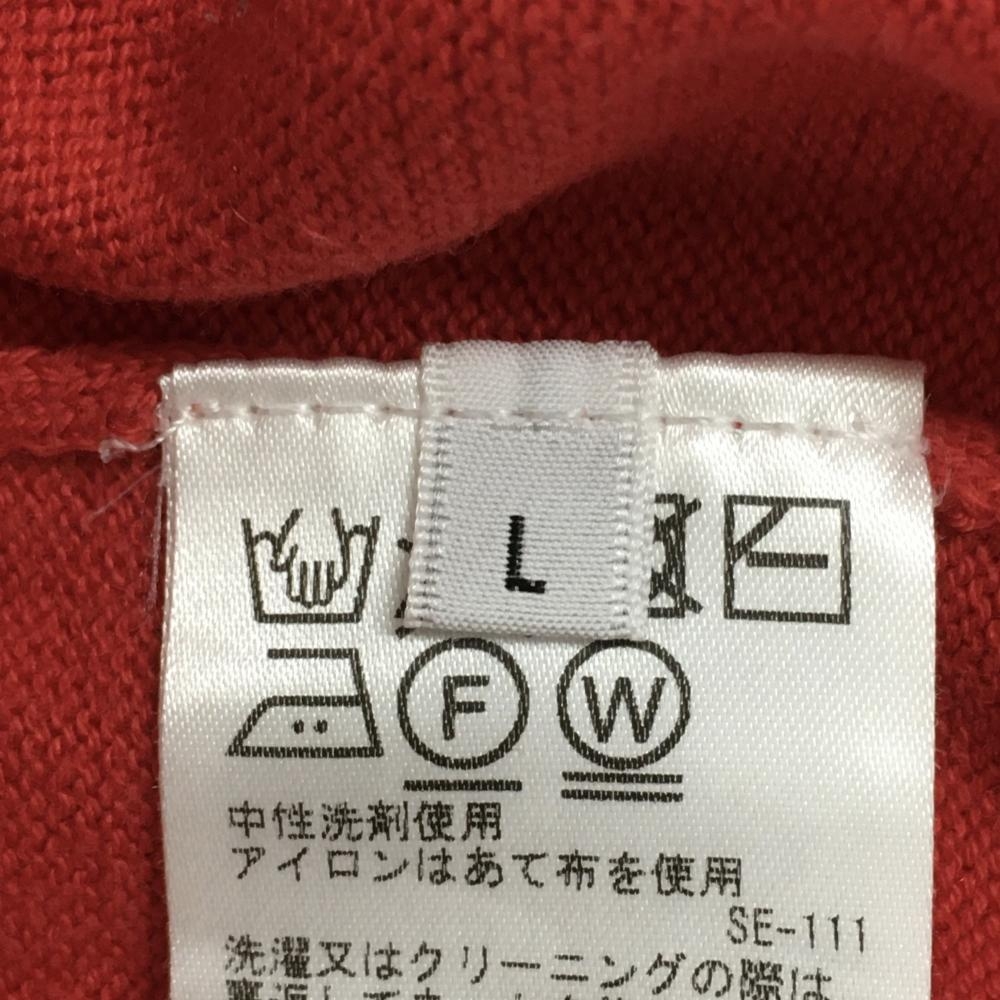 L
F W
中性洗剤使用
アイロンはあて布を使用
SE-111
洗濯又はクリーニングの際は